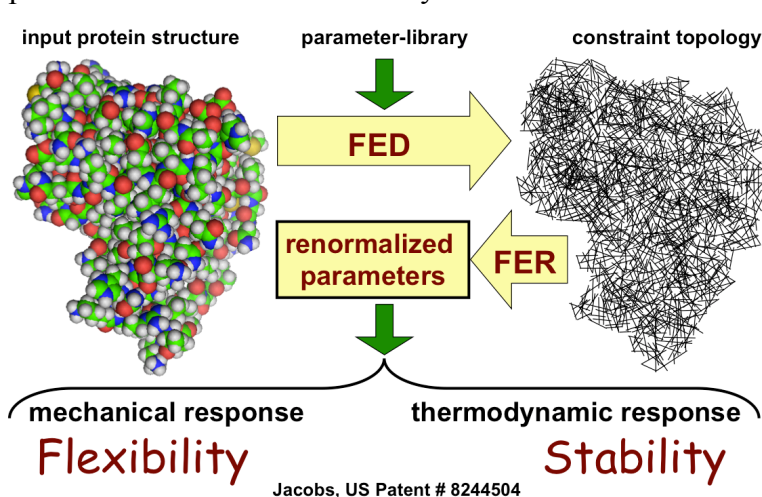 input protein structure
parameter-library
constraint topology
FED
renormalized
parameters
FER
mechanical response
thermodynamic response
Flexibility
Stability
Jacobs, US Patent # 8244504